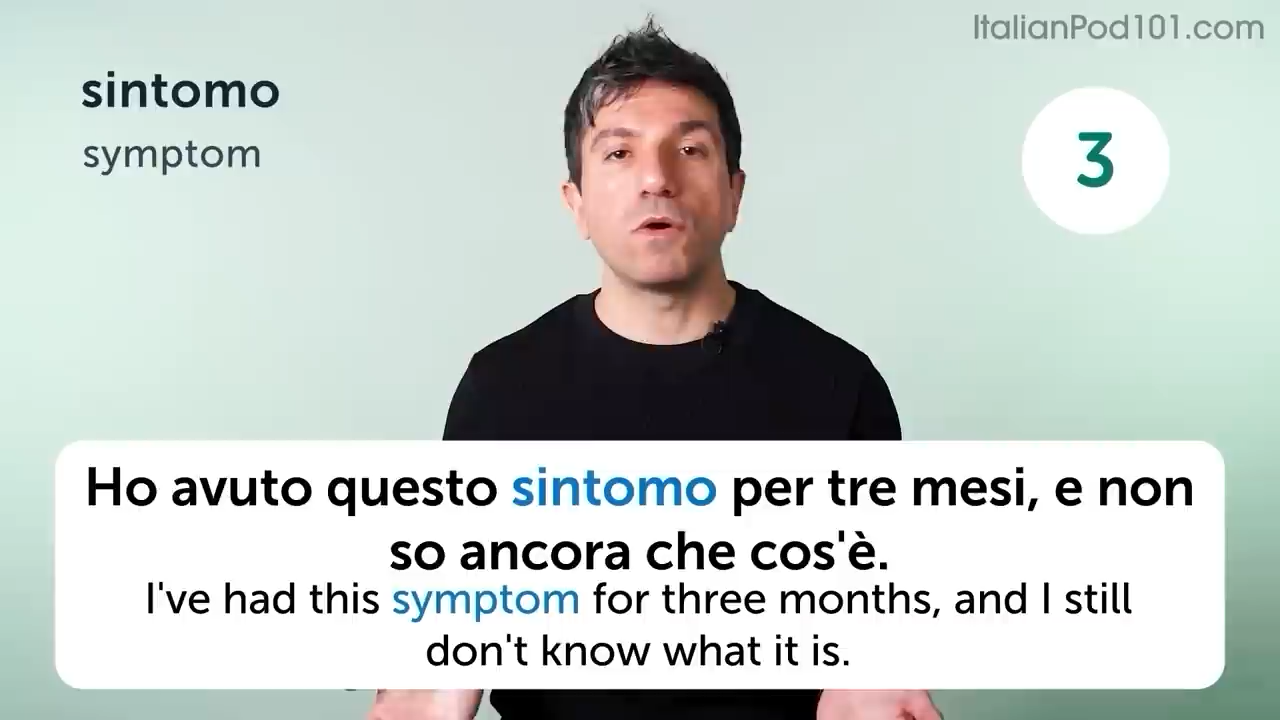 ItalianPod101.com
sintomo
symptom
3
Ho avuto questo sintomo per tre mesi, e non
so ancora che cos'è.
I've had this symptom for three months, and I still
don't know what it is.